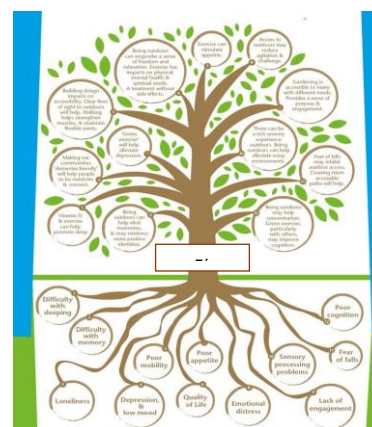 Being outdoors
can engender a sense
of freedom and
relaxation. Exercise has
impacts on physical,
mental health &
spiritual needs.
A treatment without
side effects.
Exercise can
stimulate
appetite.
Access to
outdoors may
reduce
agitation &
challenge.
Building design
impacts on
accessibility. Clear lines
of sight to outdoors
will help. Walking
helps strengthen
muscles, & maintain
flexible joints.
Gardening is
accessible to many
with different needs.
Provides a sense of
purpose &
engagement.
'Green
exercise'
will help
alleviate
depression.
There can be
a rich sensory
experience
outdoors. Being
outdoors can help
alleviate noisy
environments.
Making our
communities
'dementia friendly'
will help people
to be outdoors
& connect.
Fear of falls
may inhibit
outdoor access.
Creating more
accessible
paths will help.
Vitamin D
& exercise
can help
promote sleep.
Being
outdoors can
help elicit
memories,
& may reinforce
more positive
identities.
Being outdoors
may help
concentration.
Green exercise,
particularly
with others,
may improve
cognition.
Difficulty
with
sleeping
Difficulty
with
memory
Poor
mobility
Poor
appetite
Sensory
processing
problems
Poor
cognition
Fear
of falls
Loneliness
Depression,
&
low mood
Quality
of Life
Emotional
distress
Lack of
engagement